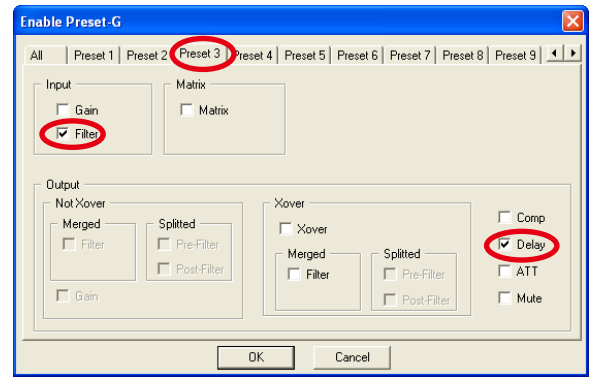 Enable Preset-G
All Preset 1 Preset 2 Preset 3 Preset 4 Preset 5 Preset 6 Preset 7 Preset 8 Preset 9
Input Matrix
Gain Matrix
Filter
Output
Not Xover Xover
Merged Splitted Xover Comp
Filter Pre-Filter Merged Splitted Delay
Post-Filter Filter Pre-Filter ATT
Gain Post-Filter Mute
OK Cancel